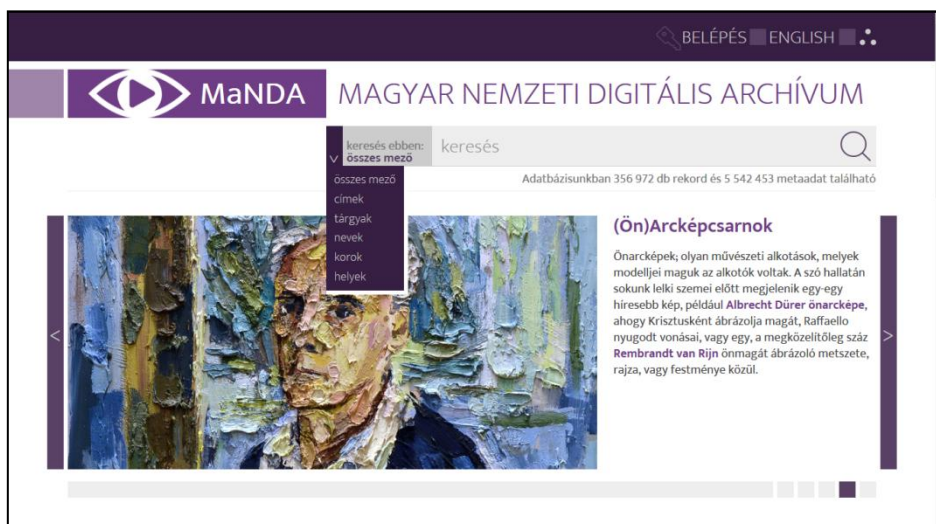 BELÉPÉS ENGLISH
MaNDA MAGYAR NEMZETI DIGITÁLIS ARCHÍVUM
keresés ebben:
v összes mező
keresés
összes mező
címek
tárgyak
nevek
korok
helyek
Adatbázisunkban 356 972 db rekord és 5 542 453 metaadat található
<
(Ön)Arcképcsarnok
Önarcképek; olyan művészeti alkotások, melyek
modelljei maguk az alkotók voltak. A szó hallatán
sokunk lelki szemei előtt megjelenik egy-egy
híresebb kép, például Albrecht Dürer önarcképe,
ahogy Krisztusként ábrázolja magát, Raffaello
nyugodt vonásai, vagy egy, a megközelítőleg száz
Rembrandt van Rijn önmagát ábrázoló metszete,
rajza, vagy festménye közül.
>